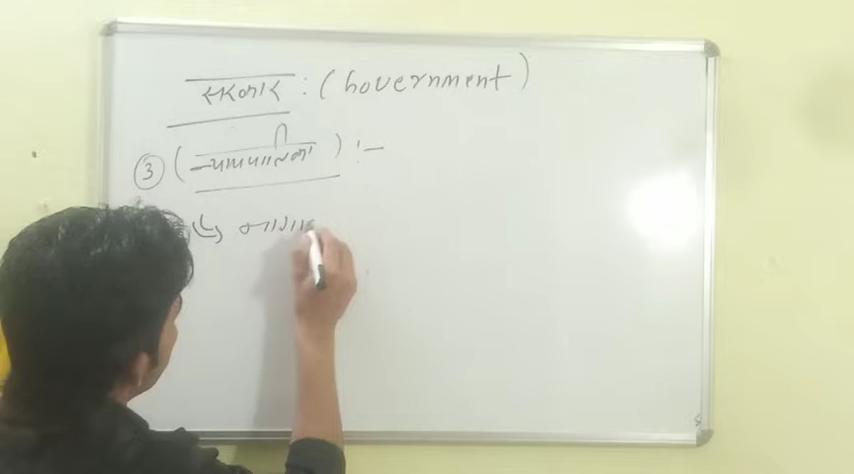 सरकार : (Government)
③ (न्यायपालिका) :-